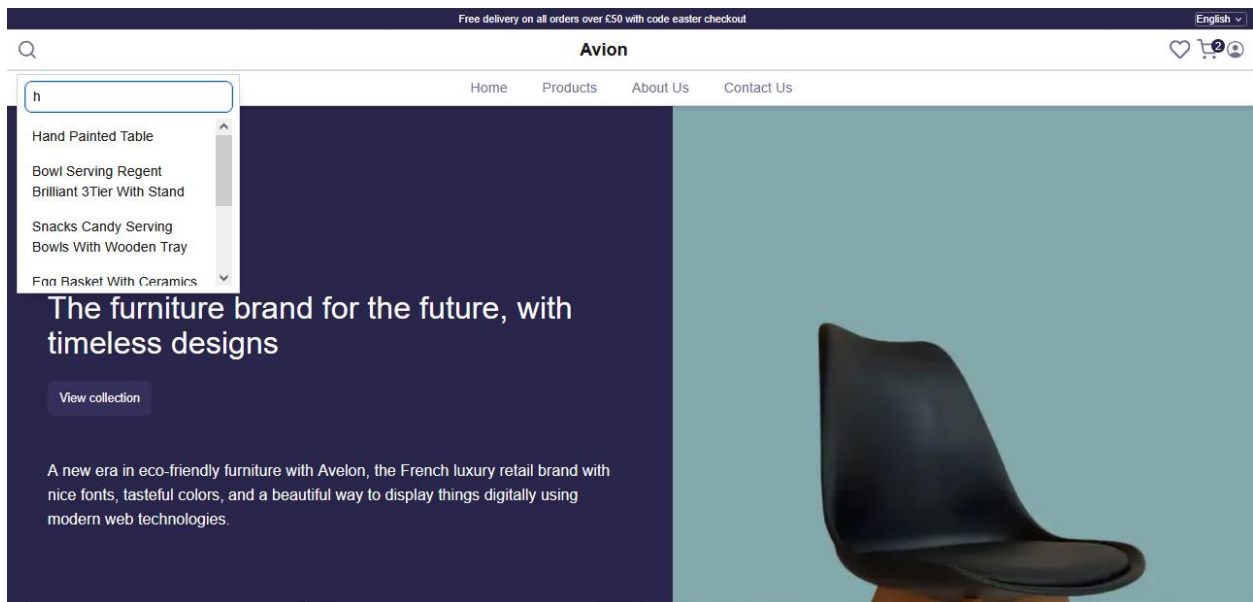 Free delivery on all orders over £50 with code easter checkout
English
Avion
2
Home Products About Us Contact Us
h
Hand Painted Table
Bowl Serving Regent
Brilliant 3Tier With Stand
Snacks Candy Serving
Bowls With Wooden Tray
Egg Basket With Ceramics
The furniture brand for the future, with
timeless designs
View collection
A new era in eco-friendly furniture with Avelon, the French luxury retail brand with
nice fonts, tasteful colors, and a beautiful way to display things digitally using
modern web technologies.